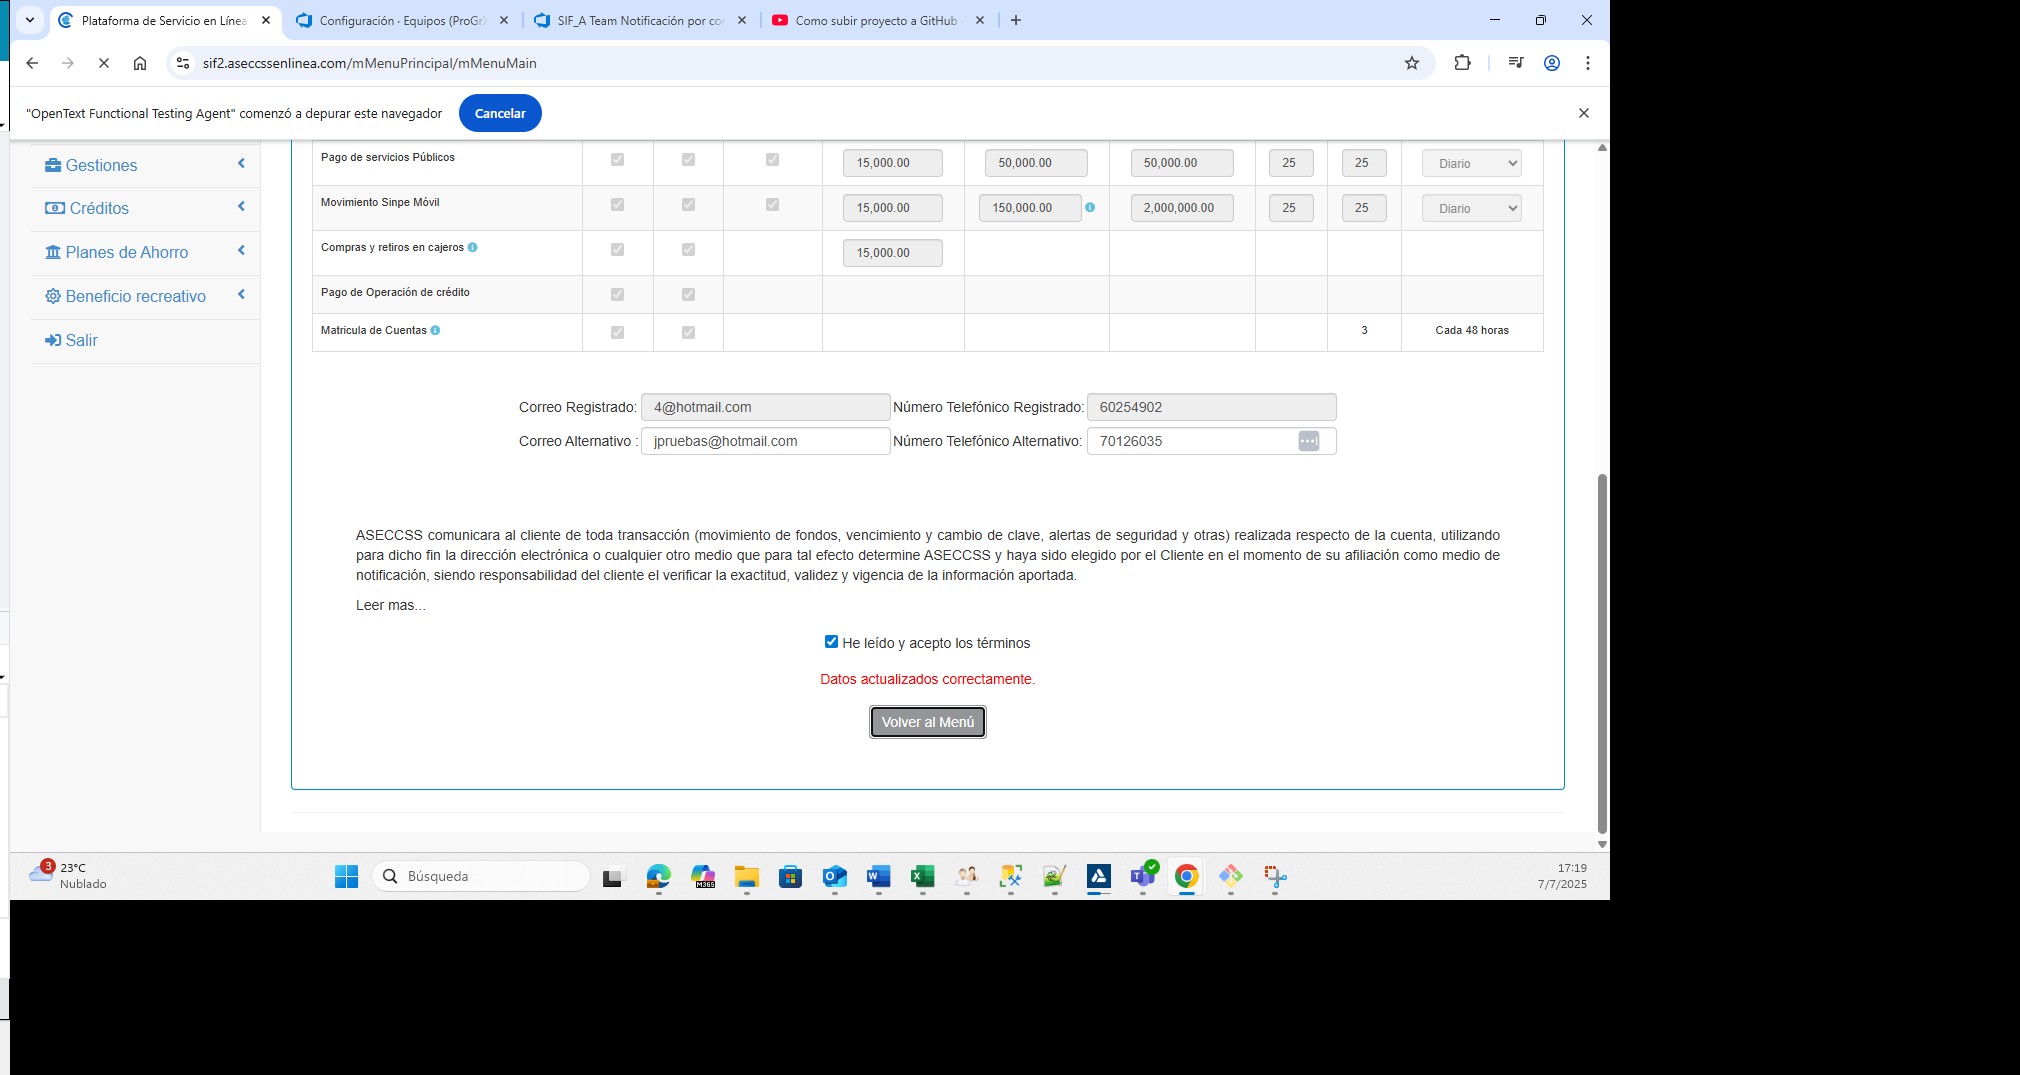 Plataforma de Servicio en Línea
Configuración · Equipos (ProGr
SIF_A Team Notificación por co
Como subir proyecto a GitHub
sif2.aseccssenlinea.com/mMenuPrincipal/mMenuMain
"OpenText Functional Testing Agent" comenzó a depurar este navegador
Cancelar
Gestiones
Créditos
Planes de Ahorro
Beneficio recreativo
Salir
Pago de servicios Públicos 15,000.00 50,000.00 50,000.00 25 25 Diario
Movimiento Sinpe Móvil 15,000.00 150,000.00 2,000,000.00 25 25 Diario
Compras y retiros en cajeros 15,000.00
Pago de Operación de crédito
Matricula de Cuentas 3 Cada 48 horas
Correo Registrado: 4@hotmail.com Número Telefónico Registrado: 60254902
Correo Alternativo : jpruebas@hotmail.com Número Telefónico Alternativo: 70126035
ASECCSS comunicara al cliente de toda transacción (movimiento de fondos, vencimiento y cambio de clave, alertas de seguridad y otras) realizada respecto de la cuenta, utilizando
para dicho fin la dirección electrónica o cualquier otro medio que para tal efecto determine ASECCSS y haya sido elegido por el Cliente en el momento de su afiliación como medio de
notificación, siendo responsabilidad del cliente el verificar la exactitud, validez y vigencia de la información aportada.
Leer mas...
He leído y acepto los términos
Datos actualizados correctamente.
Volver al Menú
3
23°C
Nublado
Búsqueda
M365
17:19
7/7/2025